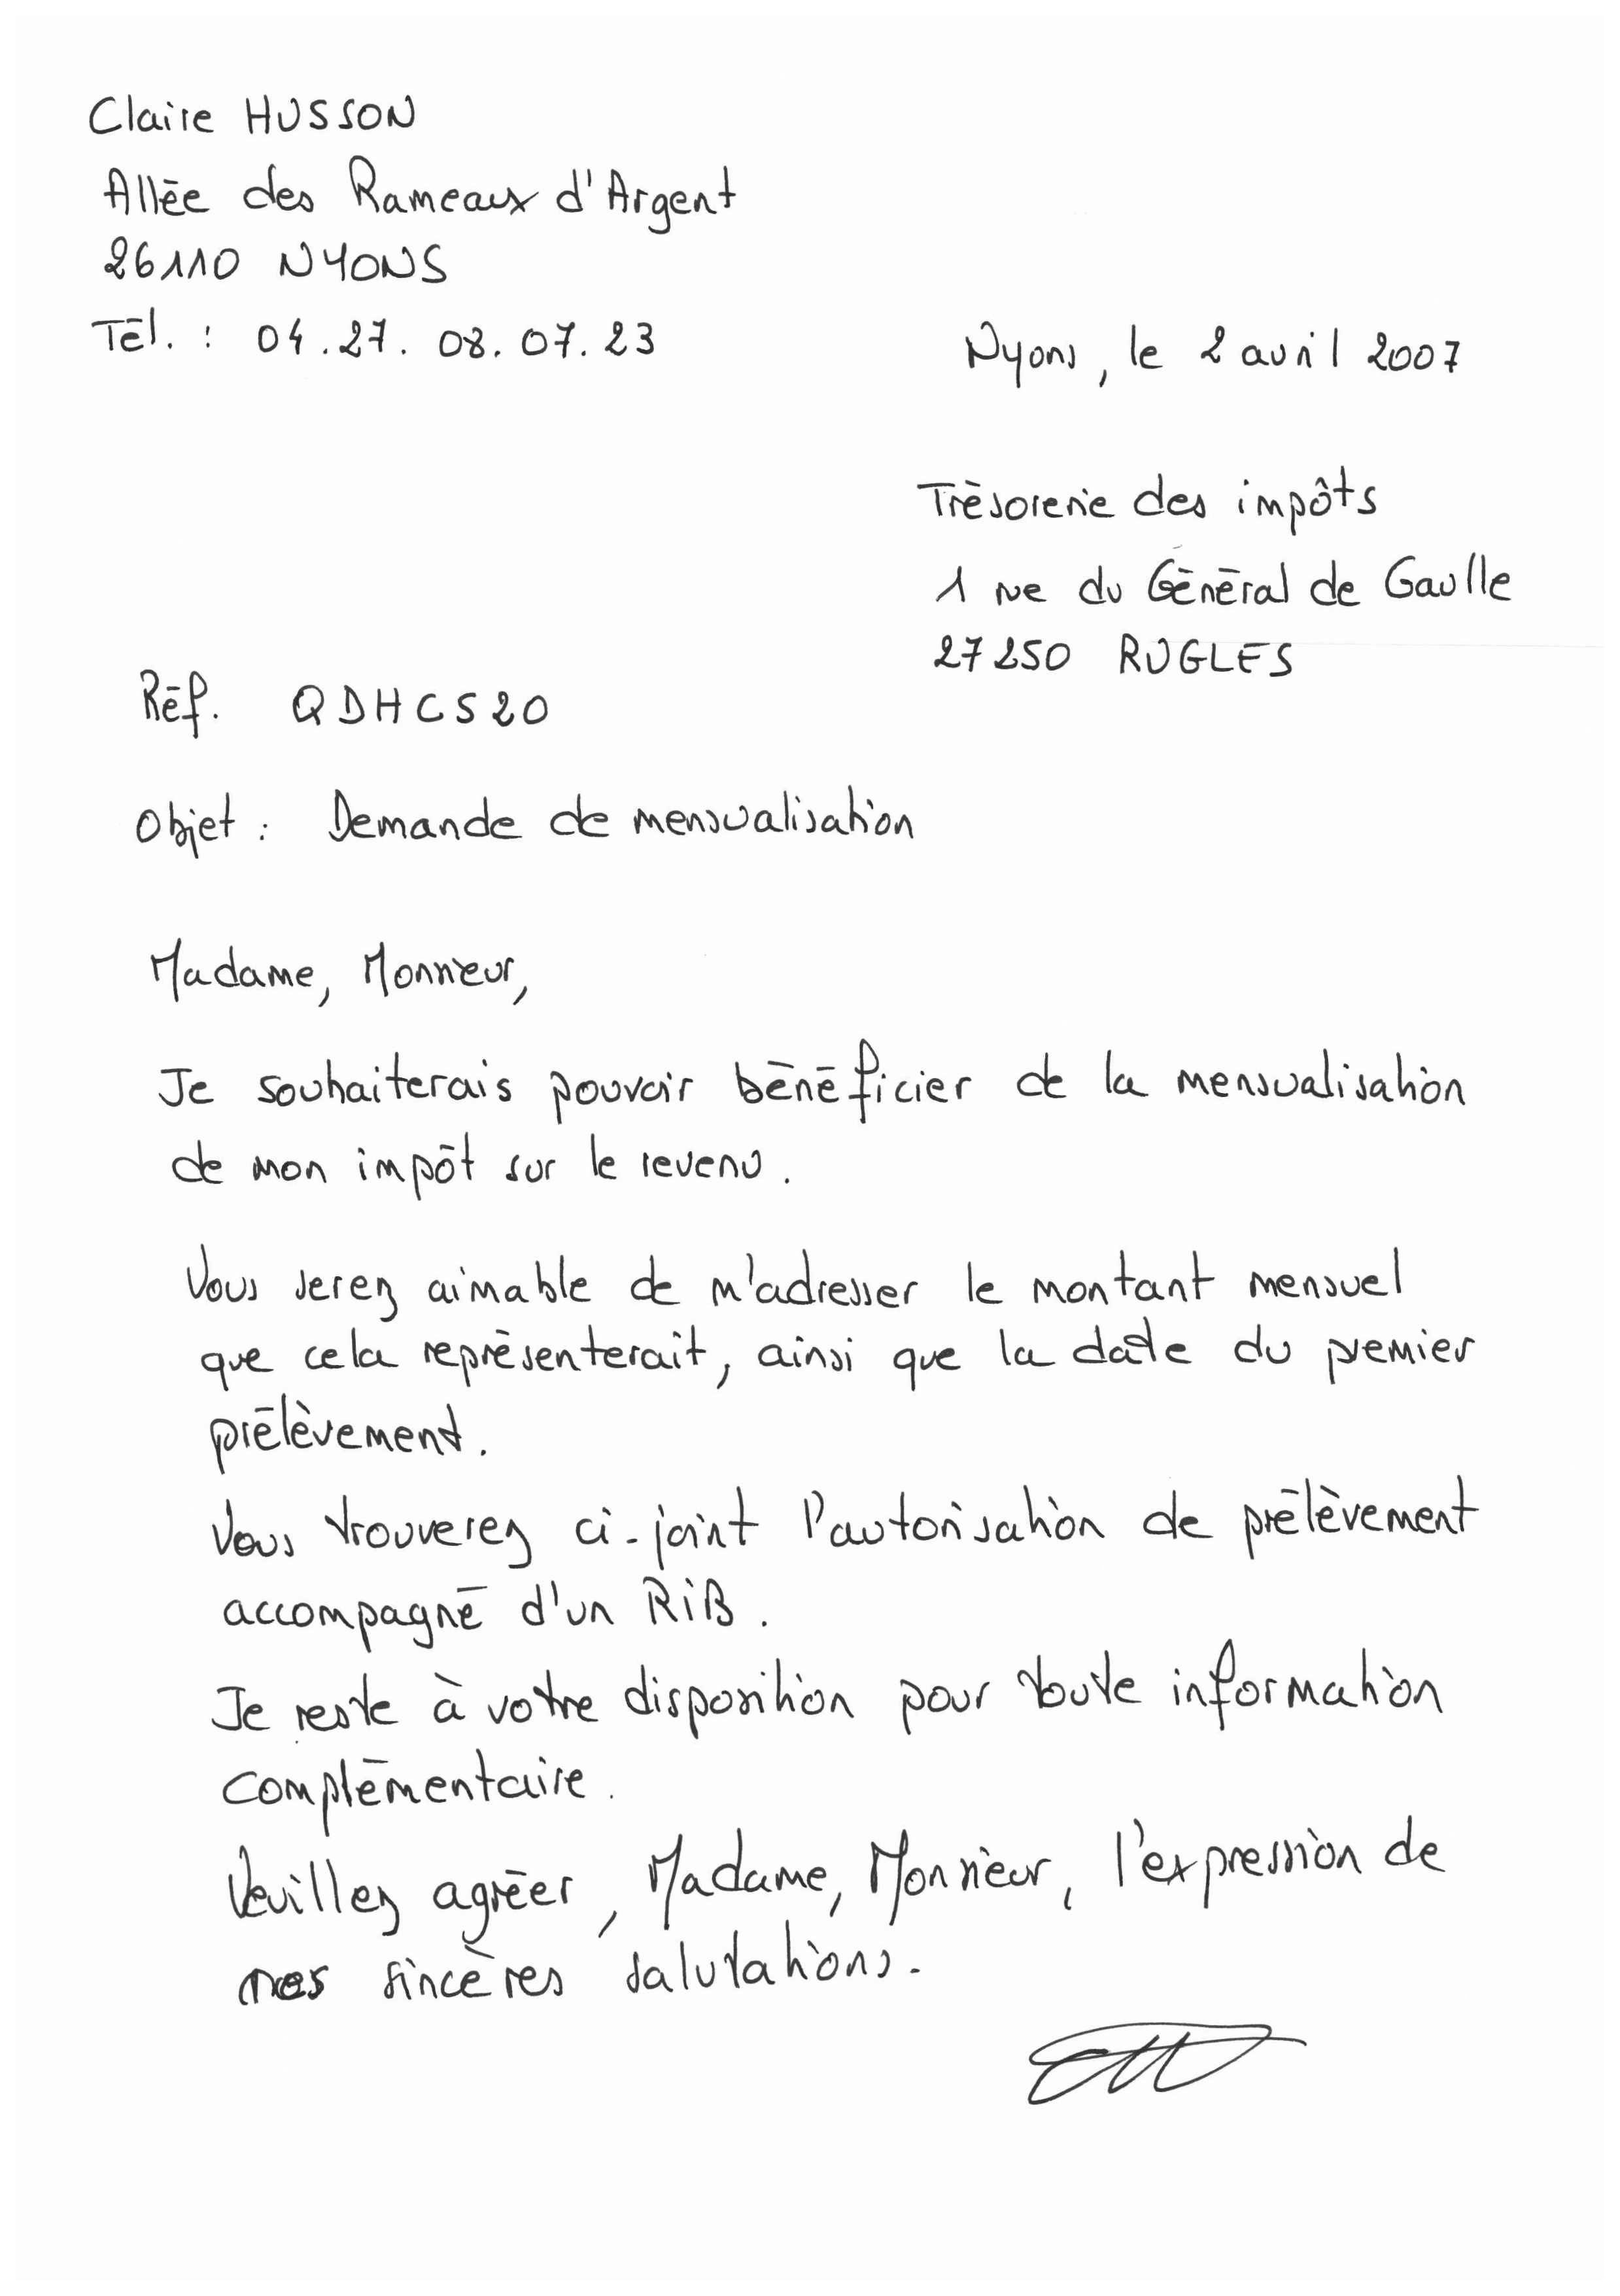 Claire HUSSON
Allée des Rameaux d'Argent
26110 NYONS
Tél. : 04.27.08.07.23
Nyons, le 2 avril 2007
Trèsorerie des impôts
1 rue du Général de Gaulle
27250 RUGLES
Réf. QDHCS20
Objet : Demande de mensualisation
Madame, Monsieur,
Je souhaiterais pouvoir bénéficier de la mensualisation
de mon impôt sur le revenu.
Vous serez aimable de m'adresser le montant mensuel
que cela représenterait, ainsi que la date du premier
prélèvement.
Vous trouverez ci-joint l'autorisation de prélèvement
accompagné d'un RiB.
Je reste à votre disposition pour toute information
complémentaire.
Veuillez agréer, Madame, Monsieur, l'expression de
mes sincères salutations.